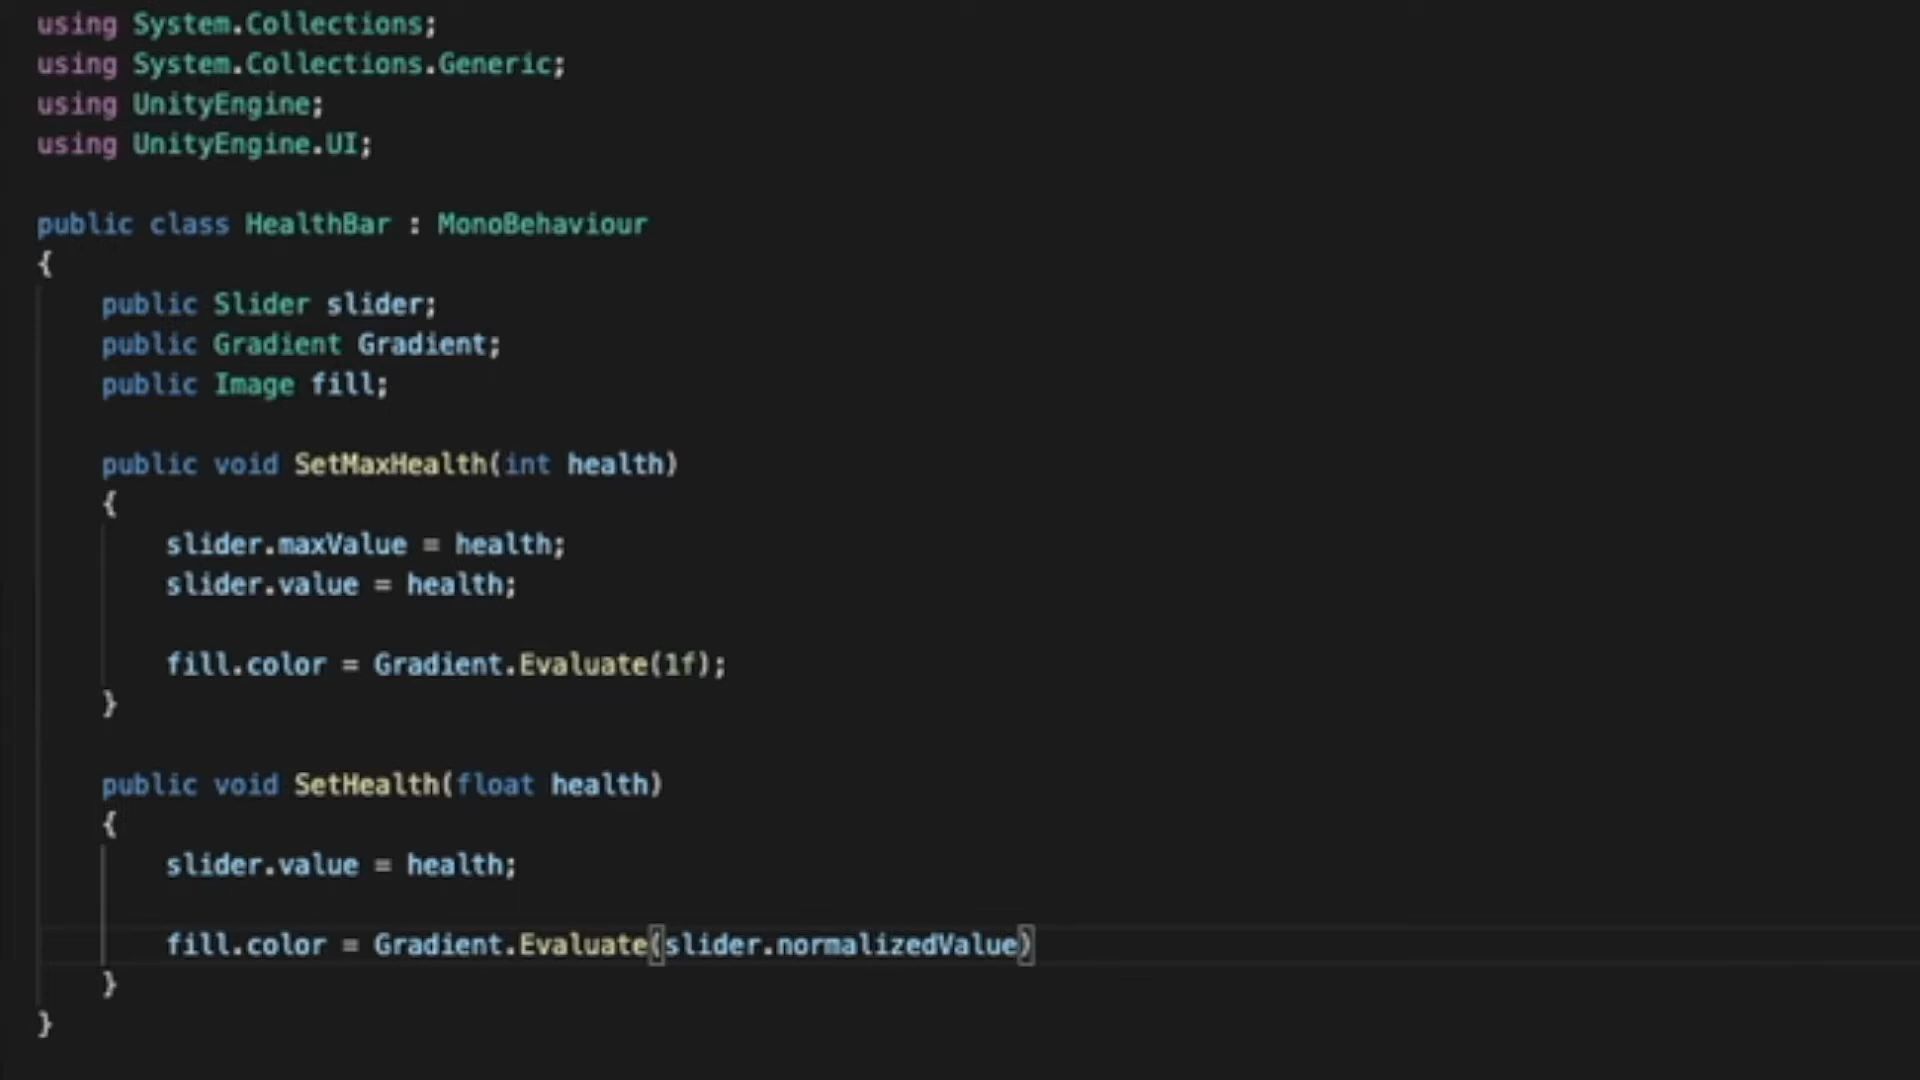 using System.Collections;
using System.Collections.Generic;
using UnityEngine;
using UnityEngine.UI;
public class HealthBar : MonoBehaviour
{
public Slider slider;
public Gradient Gradient;
public Image fill;
public void SetMaxHealth(int health)
{
slider.maxValue = health;
slider.value = health;
fill.color = Gradient.Evaluate(1f);
}
public void SetHealth(float health)
{
slider.value = health;
fill.color = Gradient.Evaluate(slider.normalizedValue)
}
}